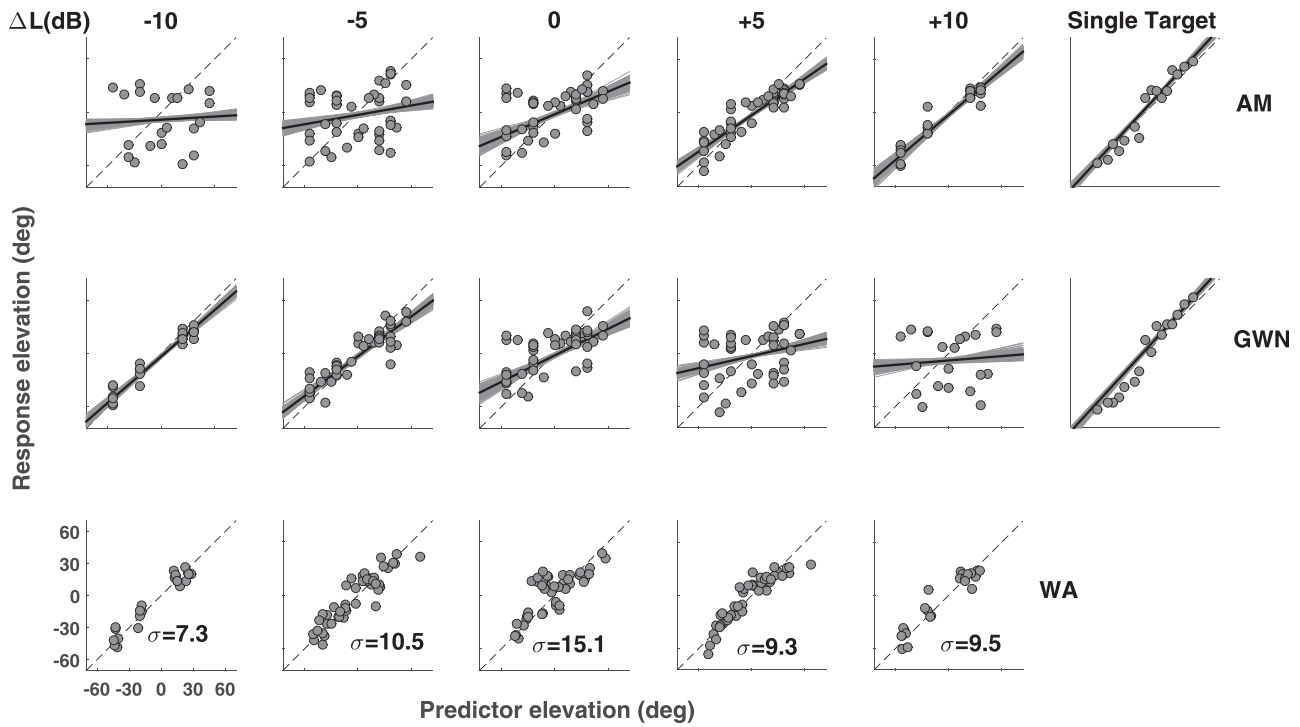 ΔL(dB) -10 -5 0 +5 +10 Single Target
AM
Response elevation (deg)
GWN
60
30
0
-30
-60
σ=7.3 σ=10.5 σ=15.1 σ=9.3 σ=9.5
WA
-60 -30 0 30 60
Predictor elevation (deg)